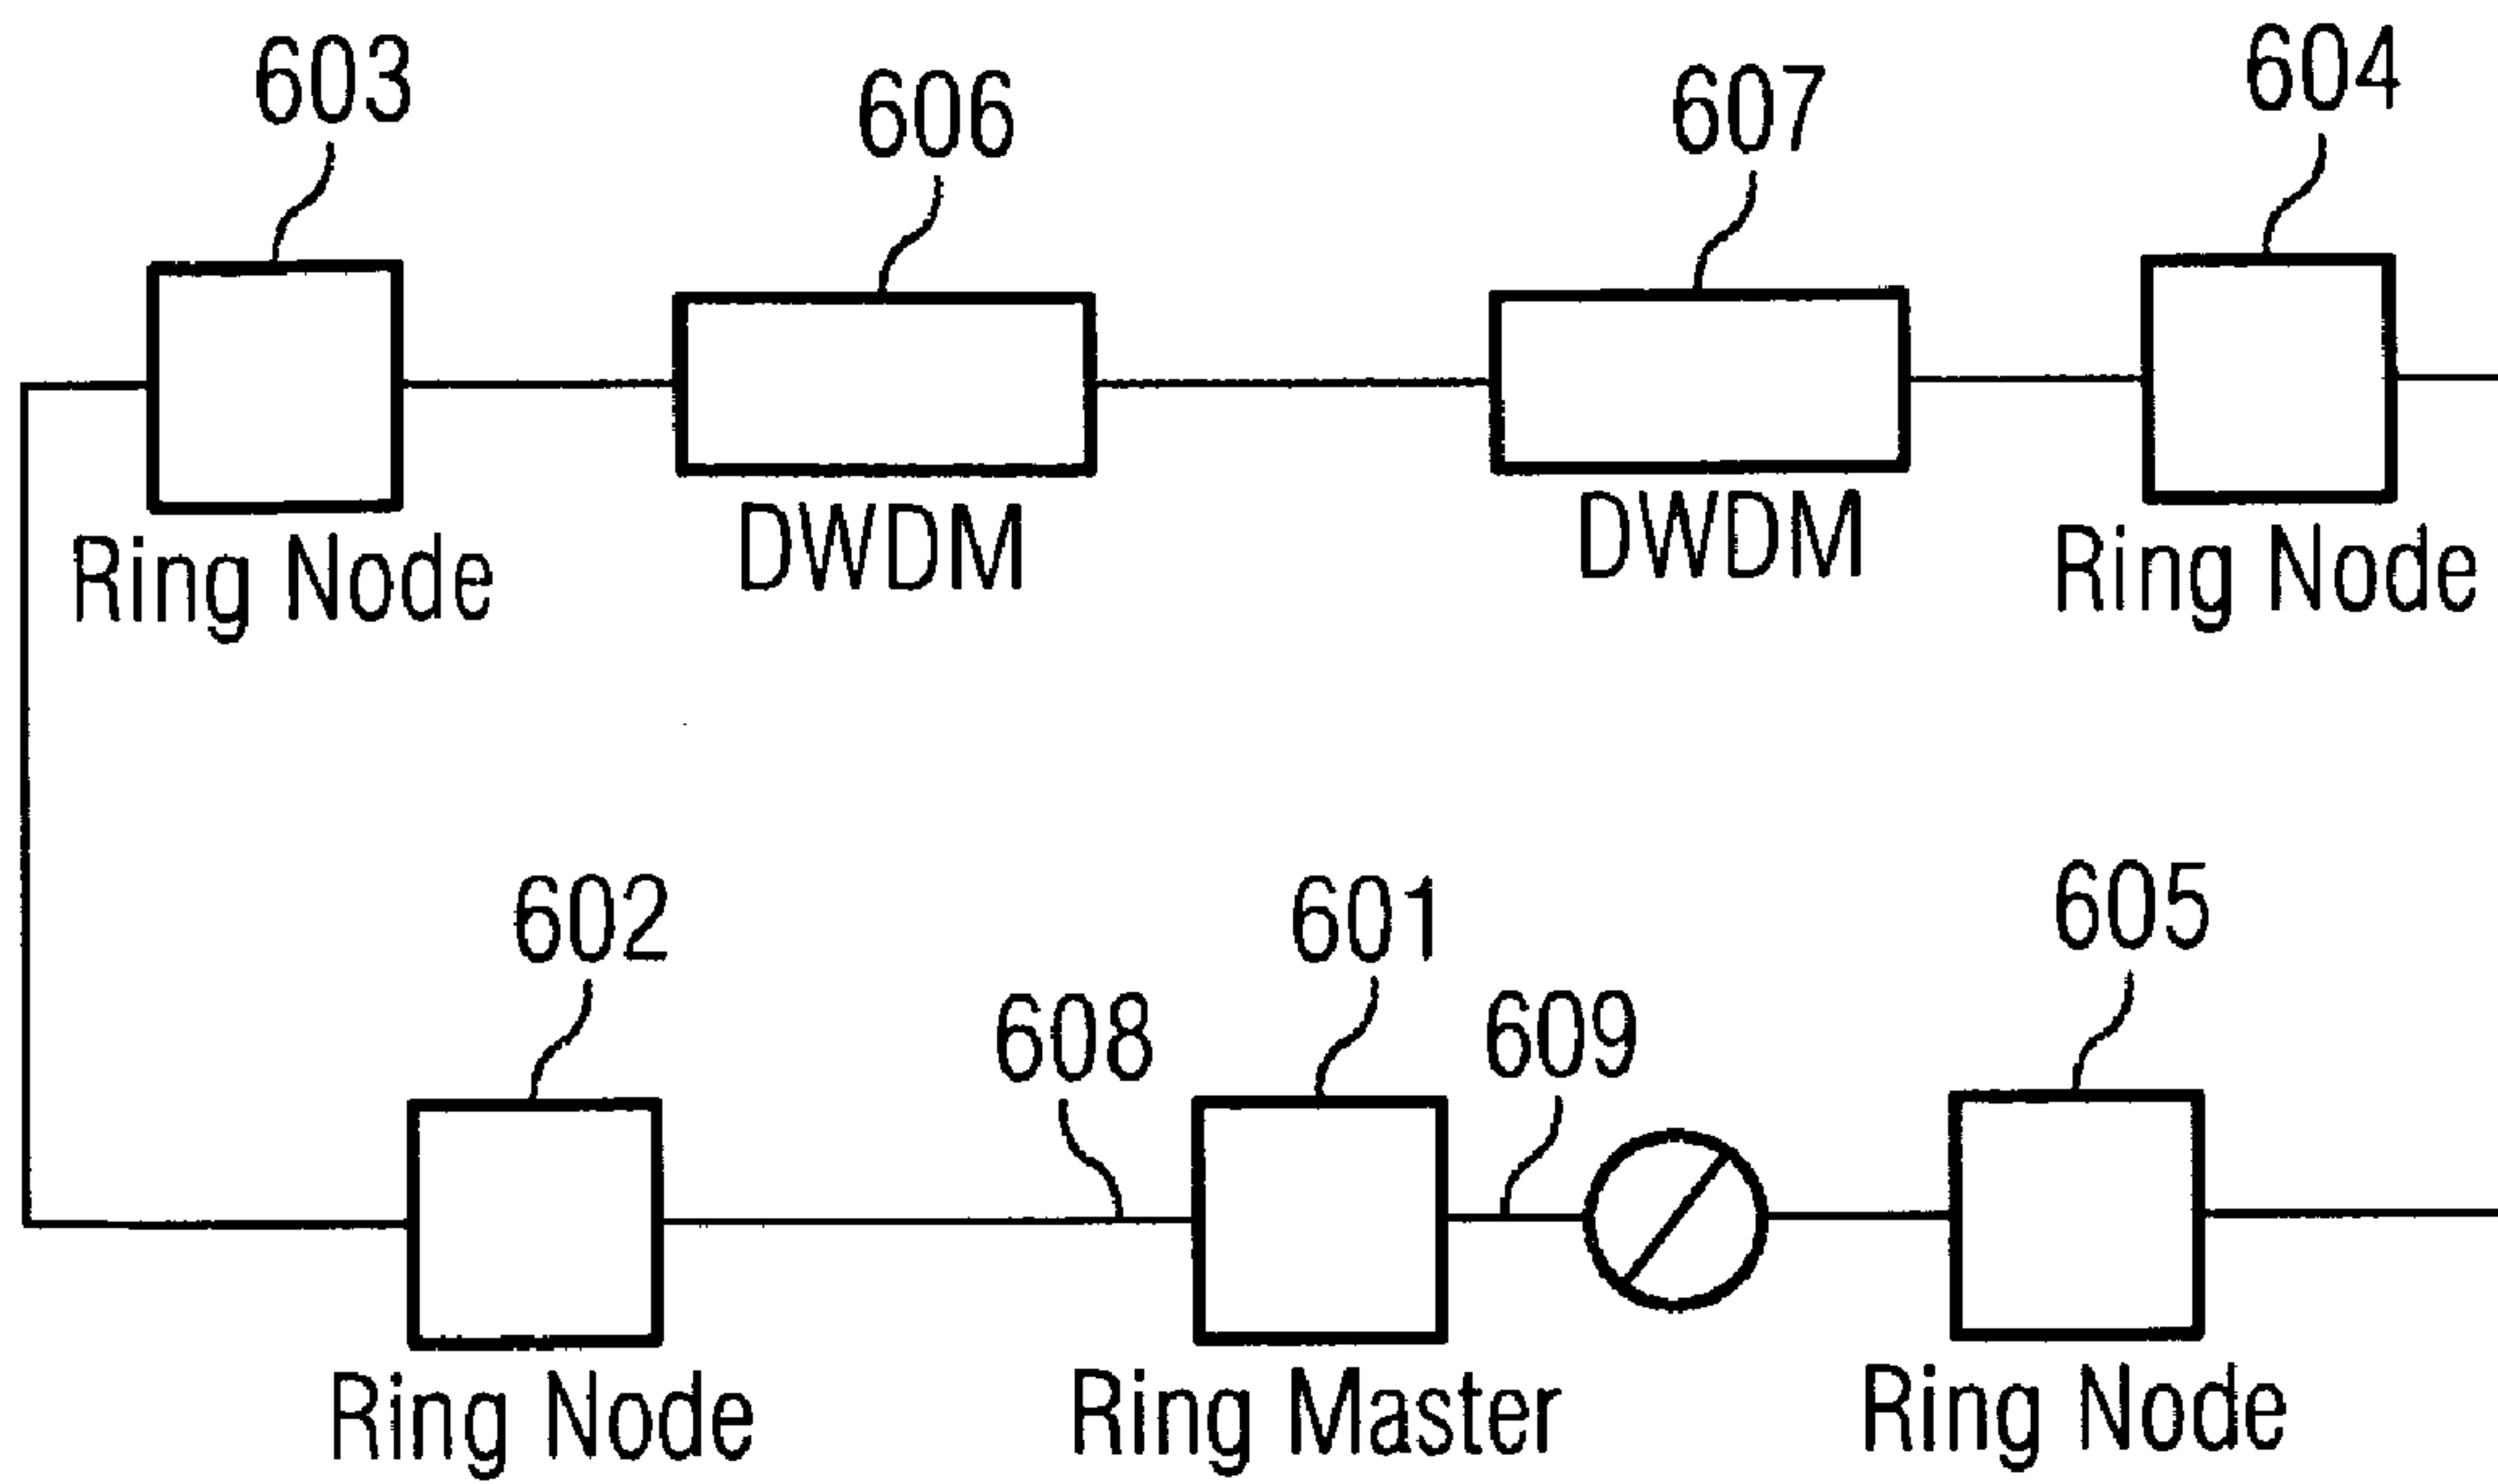 603
606
607
604
Ring Node
DWDM
DWDM
Ring Node
602
601
605
608
609
Ring Node
Ring Master
Ring Node